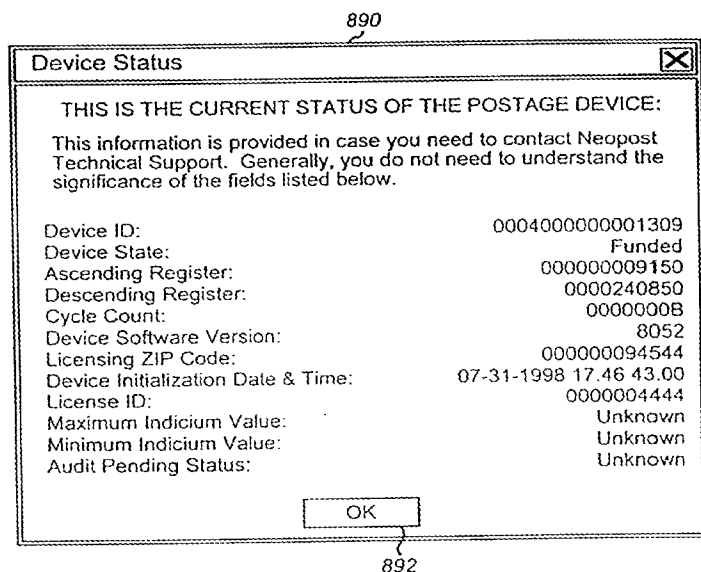 890
Device Status
THIS IS THE CURRENT STATUS OF THE POSTAGE DEVICE:
This information is provided in case you need to contact Neopost
Technical Support. Generally, you do not need to understand the
significance of the fields listed below.
Device ID: 0004000000001309
Device State: Funded
Ascending Register: 000000009150
Descending Register: 0000240850
Cycle Count: 0000000B
Device Software Version: 8052
Licensing ZIP Code: 000000094544
Device Initialization Date & Time: 07-31-1998 17.46 43.00
License ID: 0000004444
Maximum Indicium Value: Unknown
Minimum Indicium Value: Unknown
Audit Pending Status: Unknown
OK
892